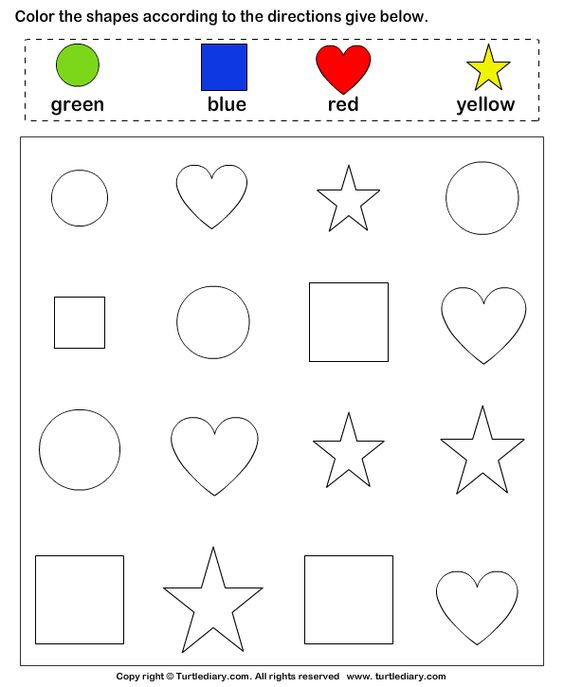 Color the shapes according to the directions give below.
green blue red yellow
Copy right © Turtlediary.com. All rights reserved www.turtlediary.com